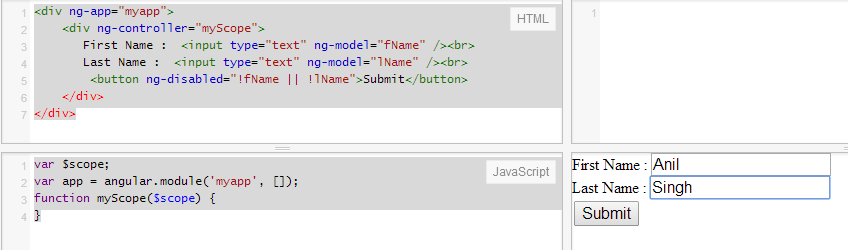 1 <div ng-app="myapp">
2 <div ng-controller="myScope">
3 First Name : <input type="text" ng-model="fName" /><br>
4 Last Name : <input type="text" ng-model="lName" /><br>
5 <button ng-disabled="!fName || !lName">Submit</button>
6 </div>
7 </div>
HTML
1
1 var $scope;
2 var app = angular.module('myapp', []);
3 function myScope($scope) {
4 }
JavaScript
First Name : Anil
Last Name : Singh
Submit